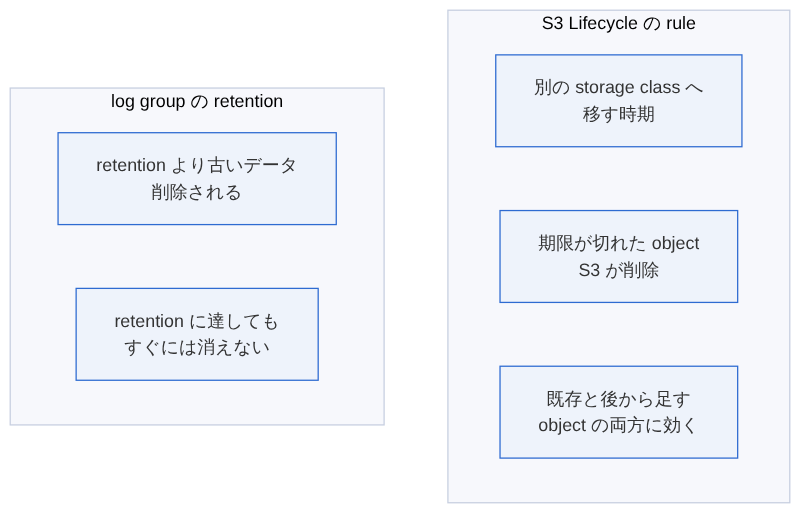 log group の retention
retention より古いデータ
削除される
retention に達しても
すぐには消えない
S3 Lifecycle の rule
別の storage class へ
移す時期
期限が切れた object
S3 が削除
既存と後から足す
object の両方に効く